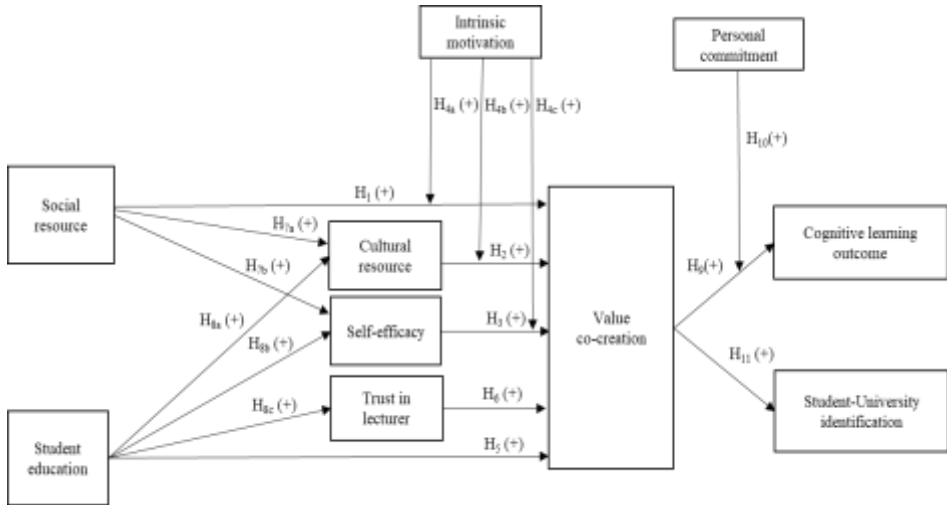 Intrinsic
motivation
Personal
commitment
H4a (+)
H4b (+)
H4c (+)
H10(+)
Social
resource
H1 (+)
H7a (+)
Cultural
resource
H2 (+)
Cognitive learning
outcome
H7b (+)
H9(+)
H8a (+)
Self-efficacy
H3 (+)
Value
co-creation
H8b (+)
H11 (+)
H8c (+)
Trust in
lecturer
H6 (+)
Student-University
identification
Student
education
H5 (+)